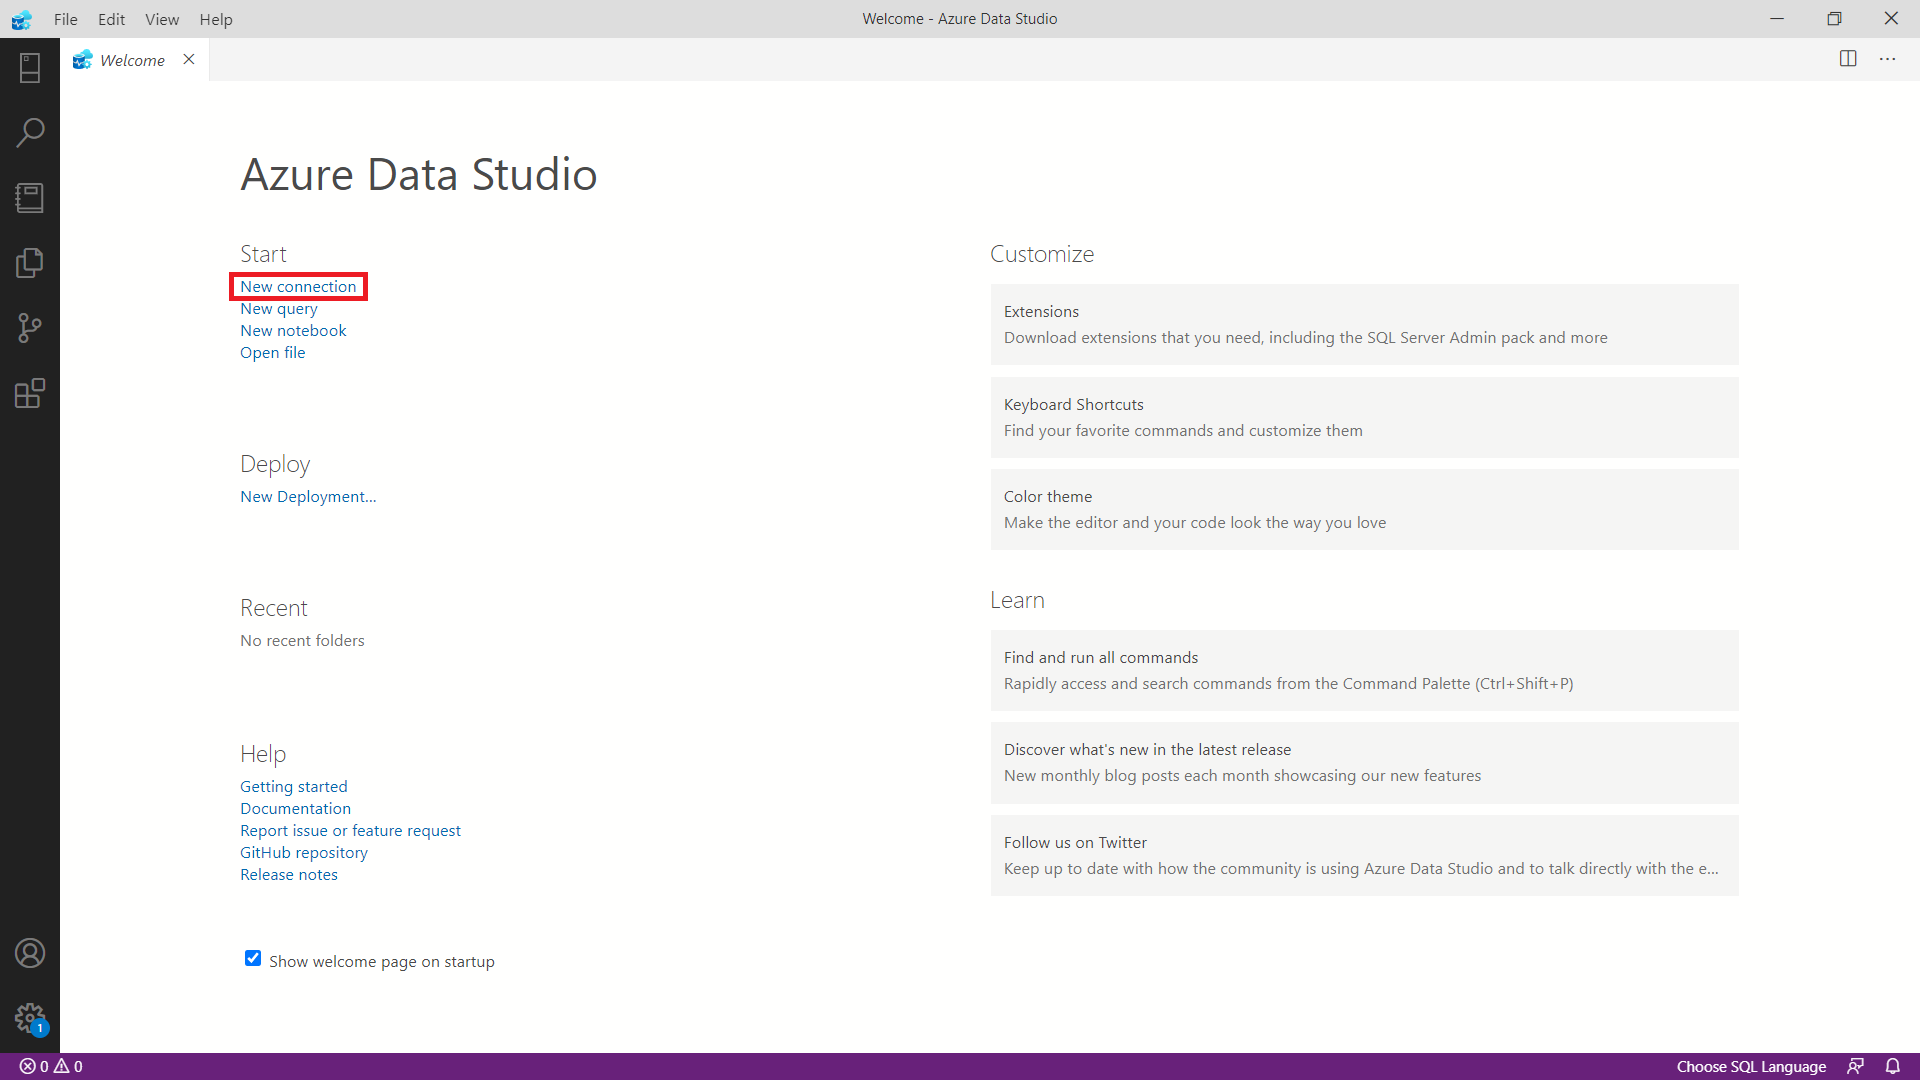 File Edit View Help
Welcome - Azure Data Studio
Welcome
Azure Data Studio
Start
New connection
New query
New notebook
Open file
Deploy
New Deployment...
Recent
No recent folders
Help
Getting started
Documentation
Report issue or feature request
GitHub repository
Release notes
Show welcome page on startup
Customize
Extensions
Download extensions that you need, including the SQL Server Admin pack and more
Keyboard Shortcuts
Find your favorite commands and customize them
Color theme
Make the editor and your code look the way you love
Learn
Find and run all commands
Rapidly access and search commands from the Command Palette (Ctrl+Shift+P)
Discover what's new in the latest release
New monthly blog posts each month showcasing our new features
Follow us on Twitter
Keep up to date with how the community is using Azure Data Studio and to talk directly with the e...
1
0 0
Choose SQL Language